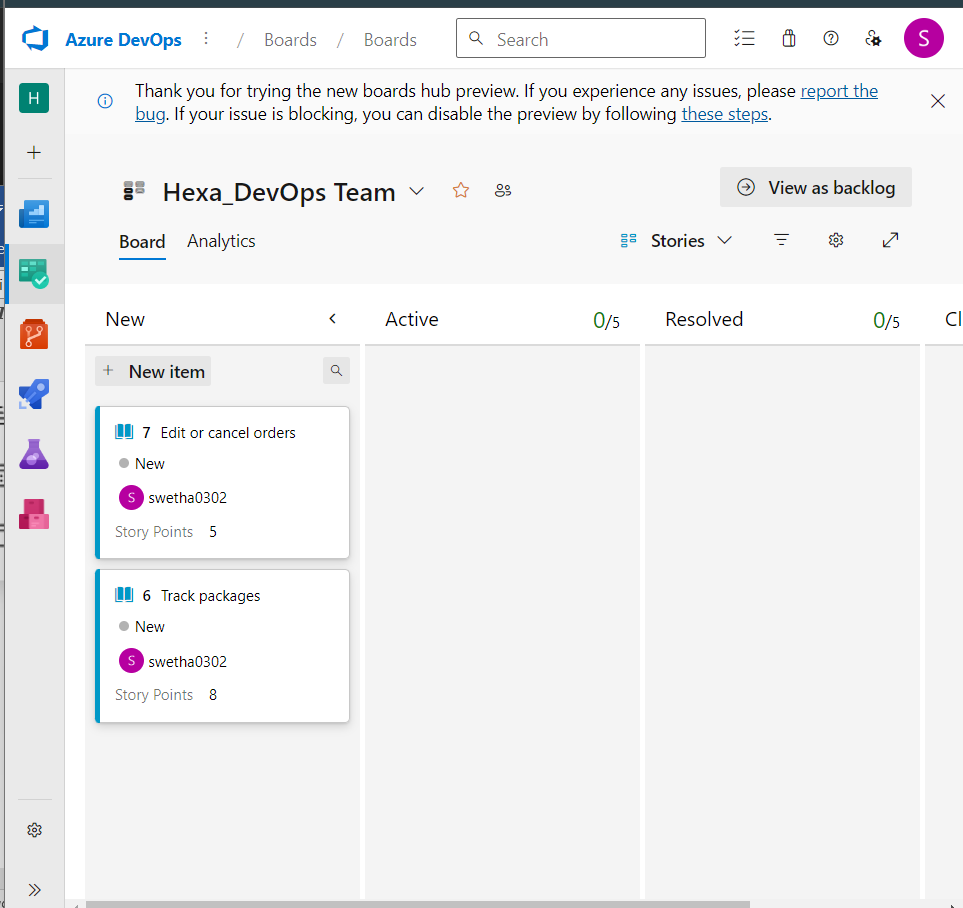 Azure DevOps / Boards / Boards Search S
H
Thank you for trying the new boards hub preview. If you experience any issues, please report the
bug. If your issue is blocking, you can disable the preview by following these steps.
Hexa_DevOps Team
View as backlog
Board Analytics
Stories
New Active 0/5 Resolved 0/5 Cl
+ New item
7 Edit or cancel orders
New
S swetha0302
Story Points 5
6 Track packages
New
S swetha0302
Story Points 8